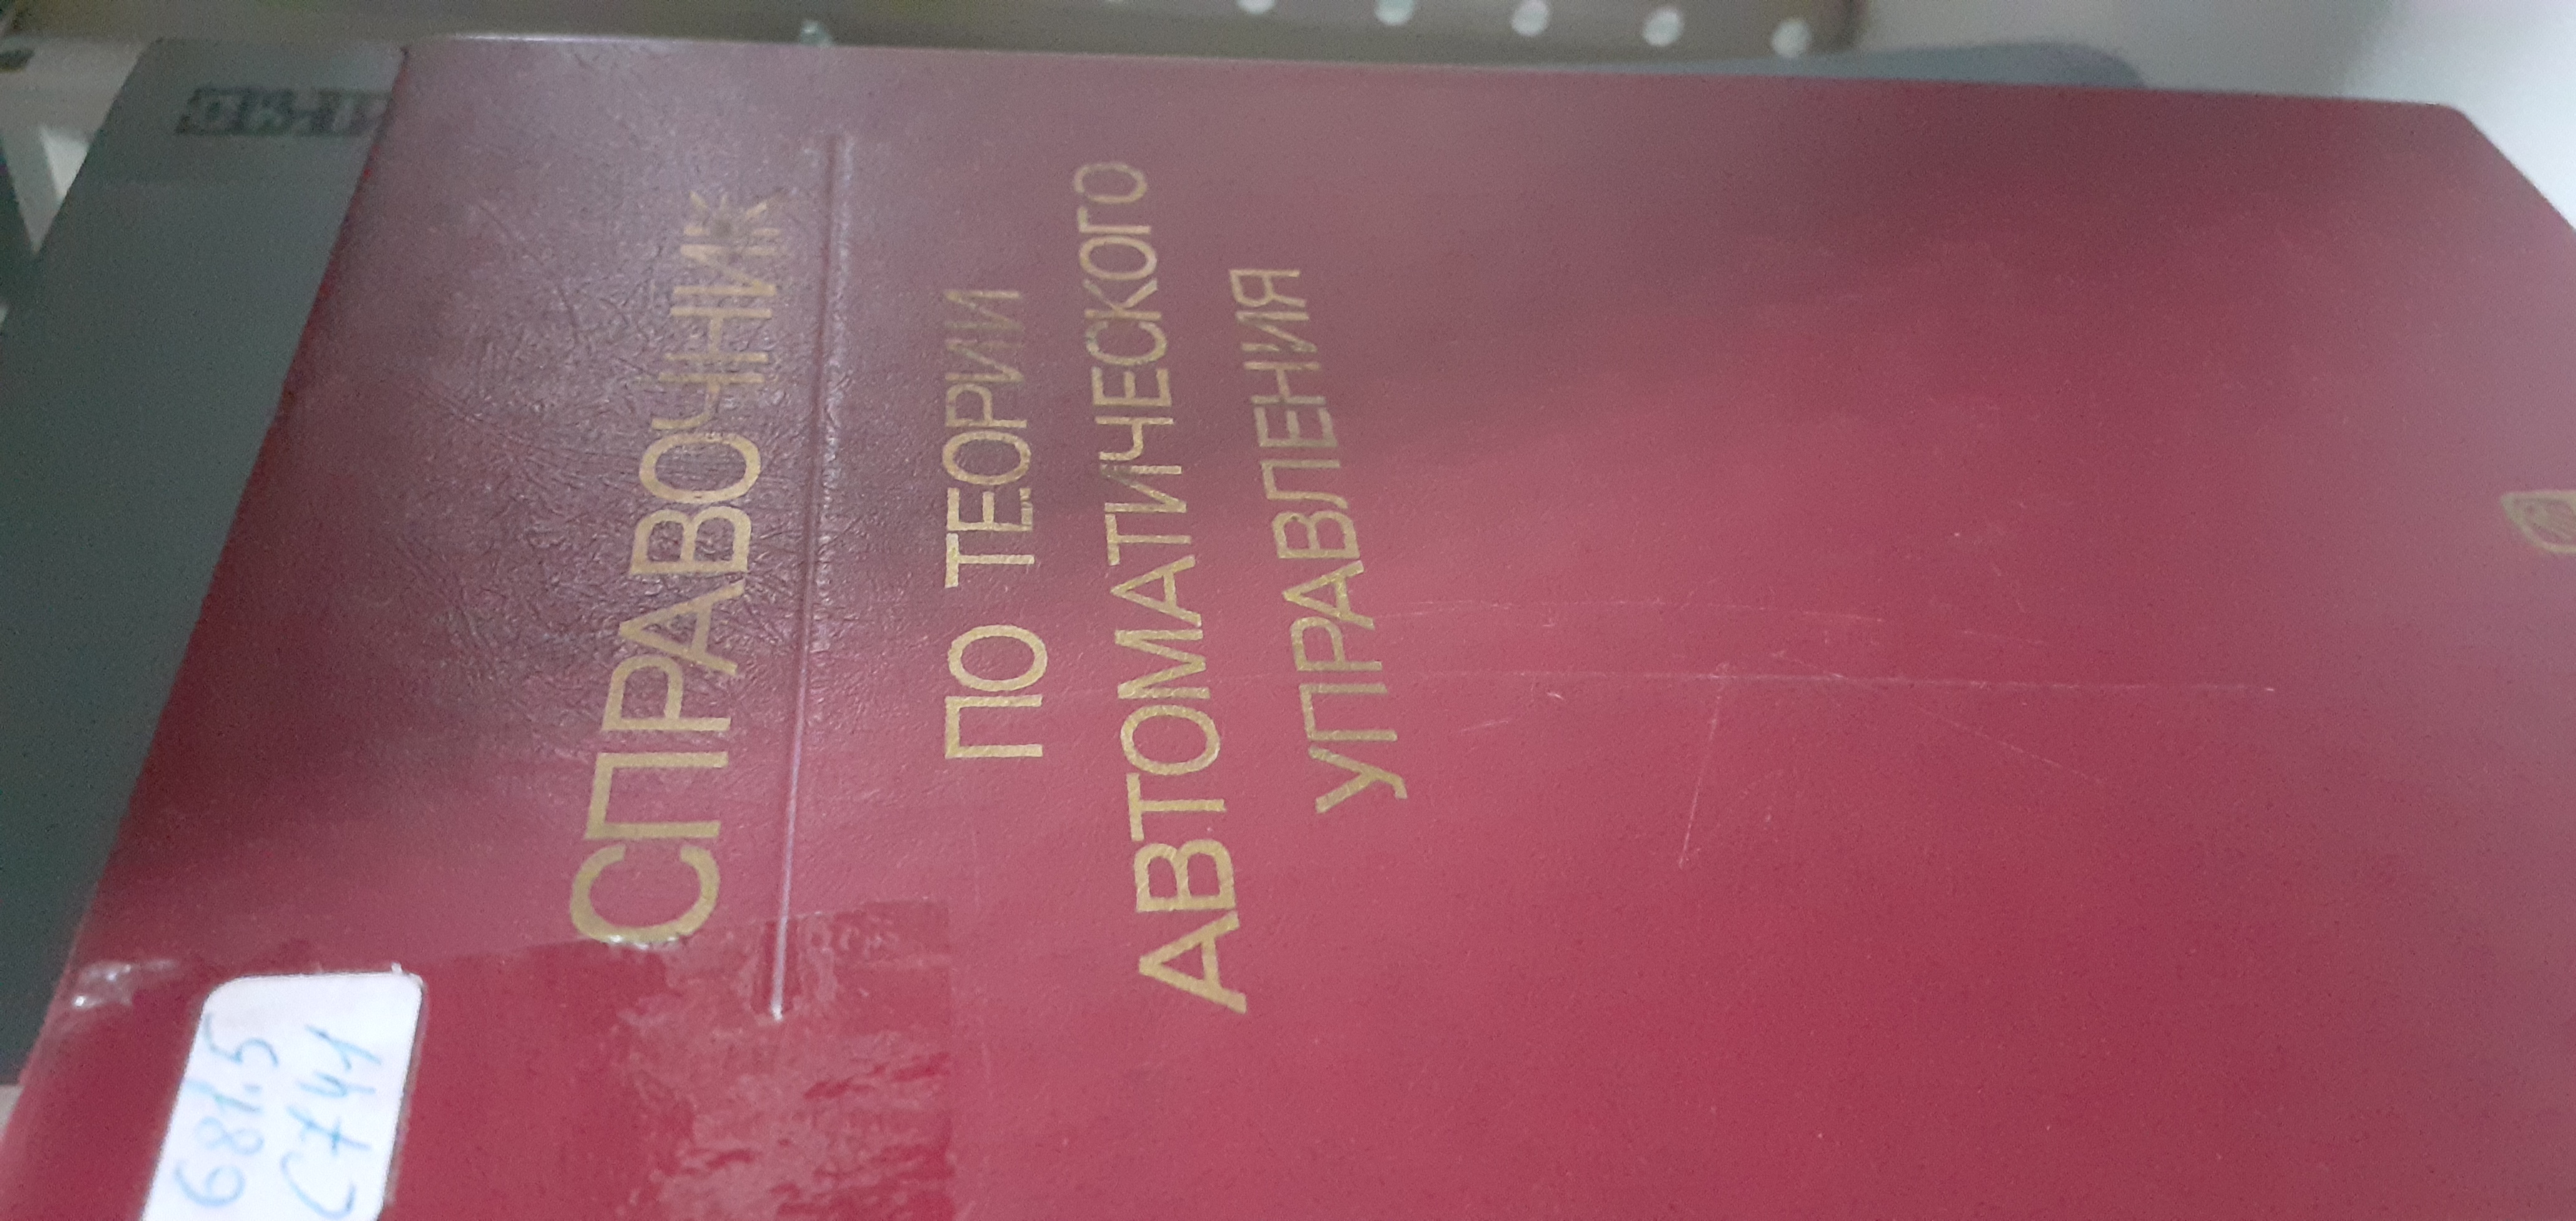 СПРАВОЧНИК
ПО ТЕОРИИ
АВТОМАТИЧЕСКОГО
УПРАВЛЕНИЯ
681.5
С741